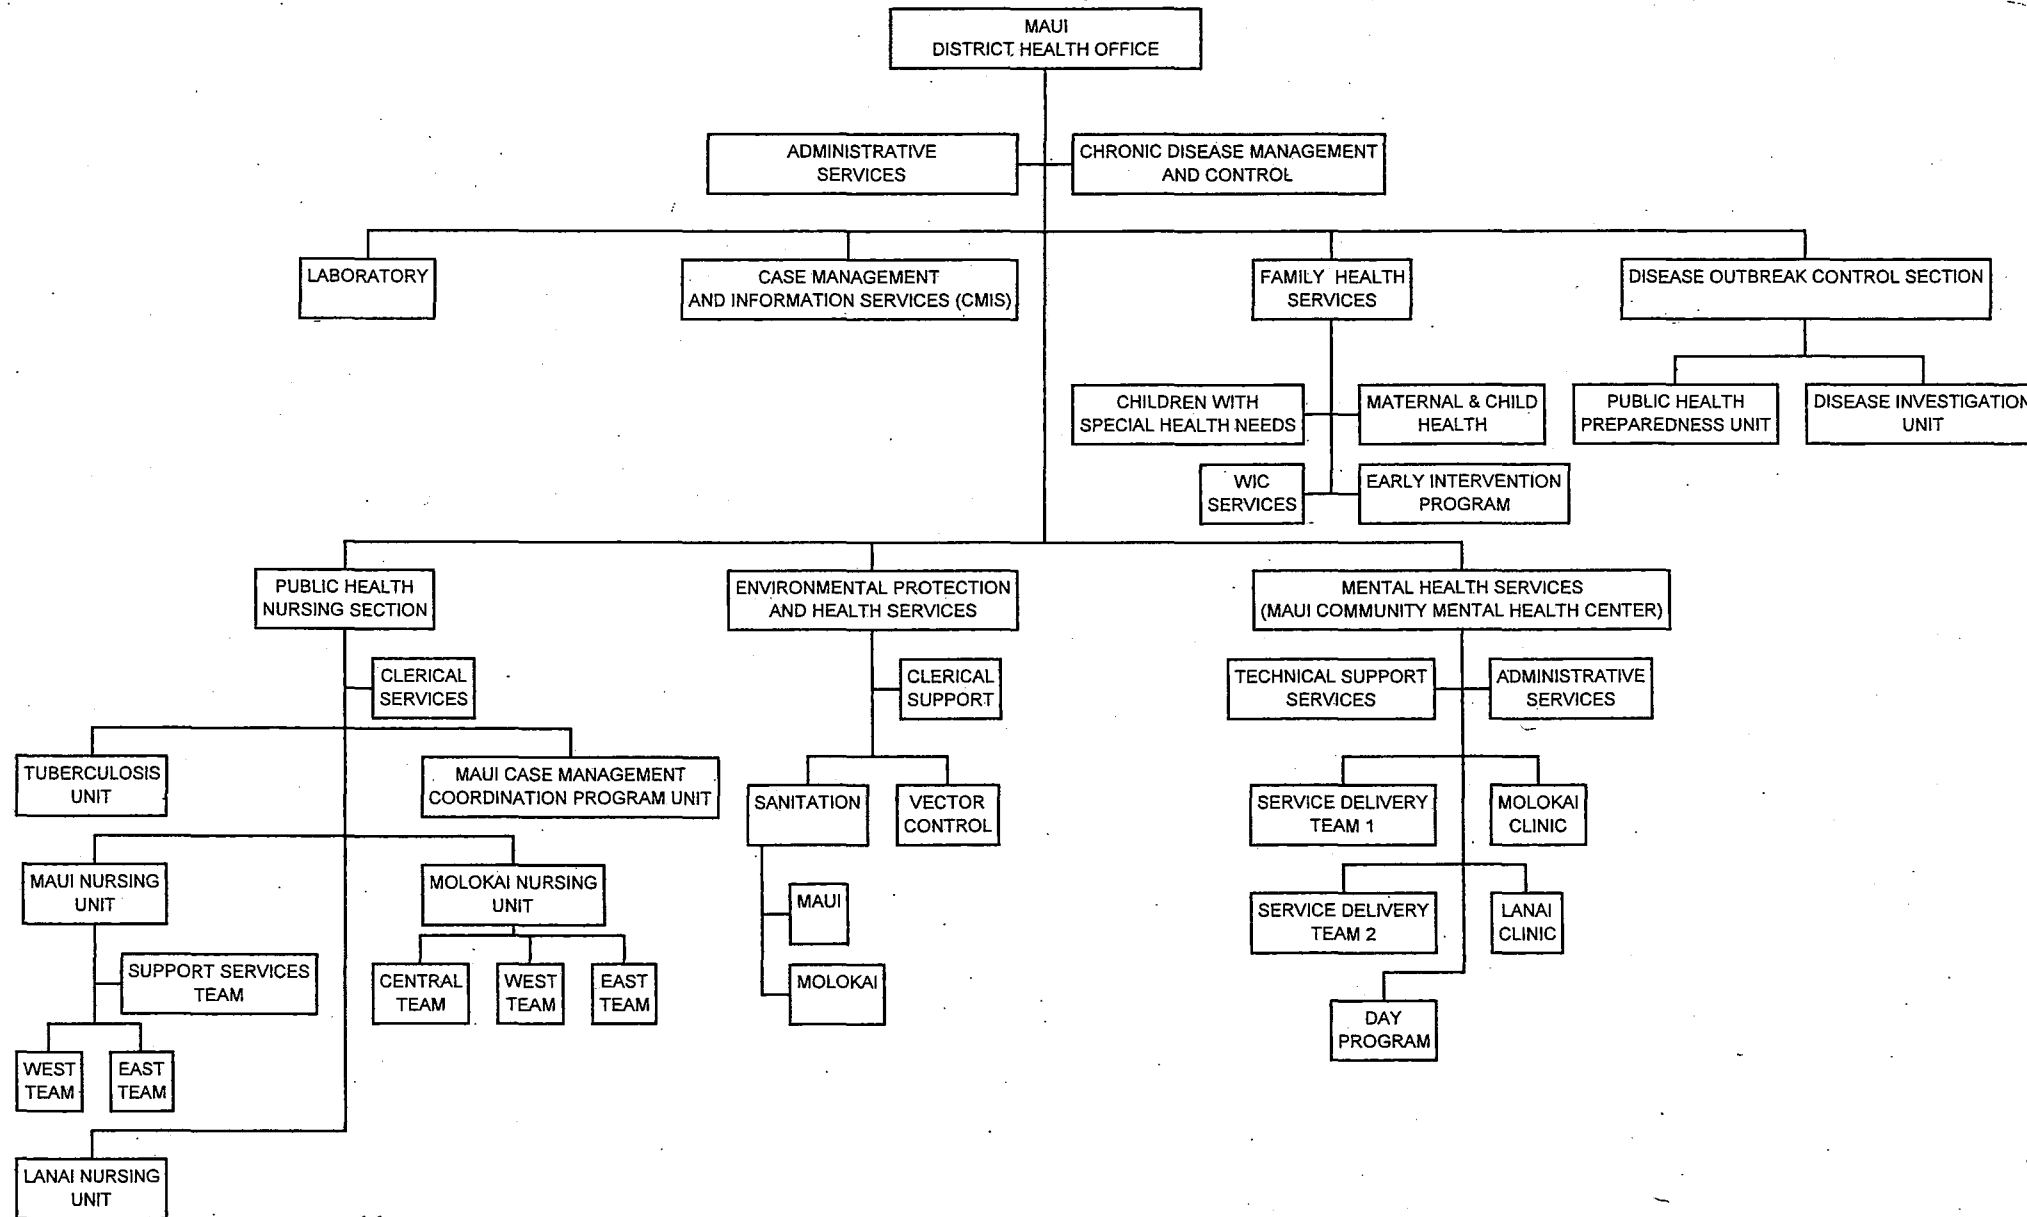 MAUI
DISTRICT HEALTH OFFICE
ADMINISTRATIVE
SERVICES
CHRONIC DISEASE MANAGEMENT
AND CONTROL
LABORATORY
CASE MANAGEMENT
AND INFORMATION SERVICES (CMIS)
FAMILY HEALTH
SERVICES
DISEASE OUTBREAK CONTROL SECTION
CHILDREN WITH
SPECIAL HEALTH NEEDS
MATERNAL & CHILD
HEALTH
PUBLIC HEALTH
PREPAREDNESS UNIT
DISEASE INVESTIGATION
UNIT
WIC
SERVICES
EARLY INTERVENTION
PROGRAM
PUBLIC HEALTH
NURSING SECTION
ENVIRONMENTAL PROTECTION
AND HEALTH SERVICES
MENTAL HEALTH SERVICES
(MAUI COMMUNITY MENTAL HEALTH CENTER)
CLERICAL
SERVICES
CLERICAL
SUPPORT
TECHNICAL SUPPORT
SERVICES
ADMINISTRATIVE
SERVICES
TUBERCULOSIS
UNIT
MAUI CASE MANAGEMENT
COORDINATION PROGRAM UNIT
SANITATION
VECTOR
CONTROL
SERVICE DELIVERY
TEAM 1
MOLOKAI
CLINIC
MAUI NURSING
UNIT
MOLOKAI NURSING
UNIT
MAUI
SERVICE DELIVERY
TEAM 2
LANAI
CLINIC
SUPPORT SERVICES
TEAM
CENTRAL
TEAM
WEST
TEAM
EAST
TEAM
MOLOKAI
DAY
PROGRAM
WEST
TEAM
EAST
TEAM
LANAI NURSING
UNIT